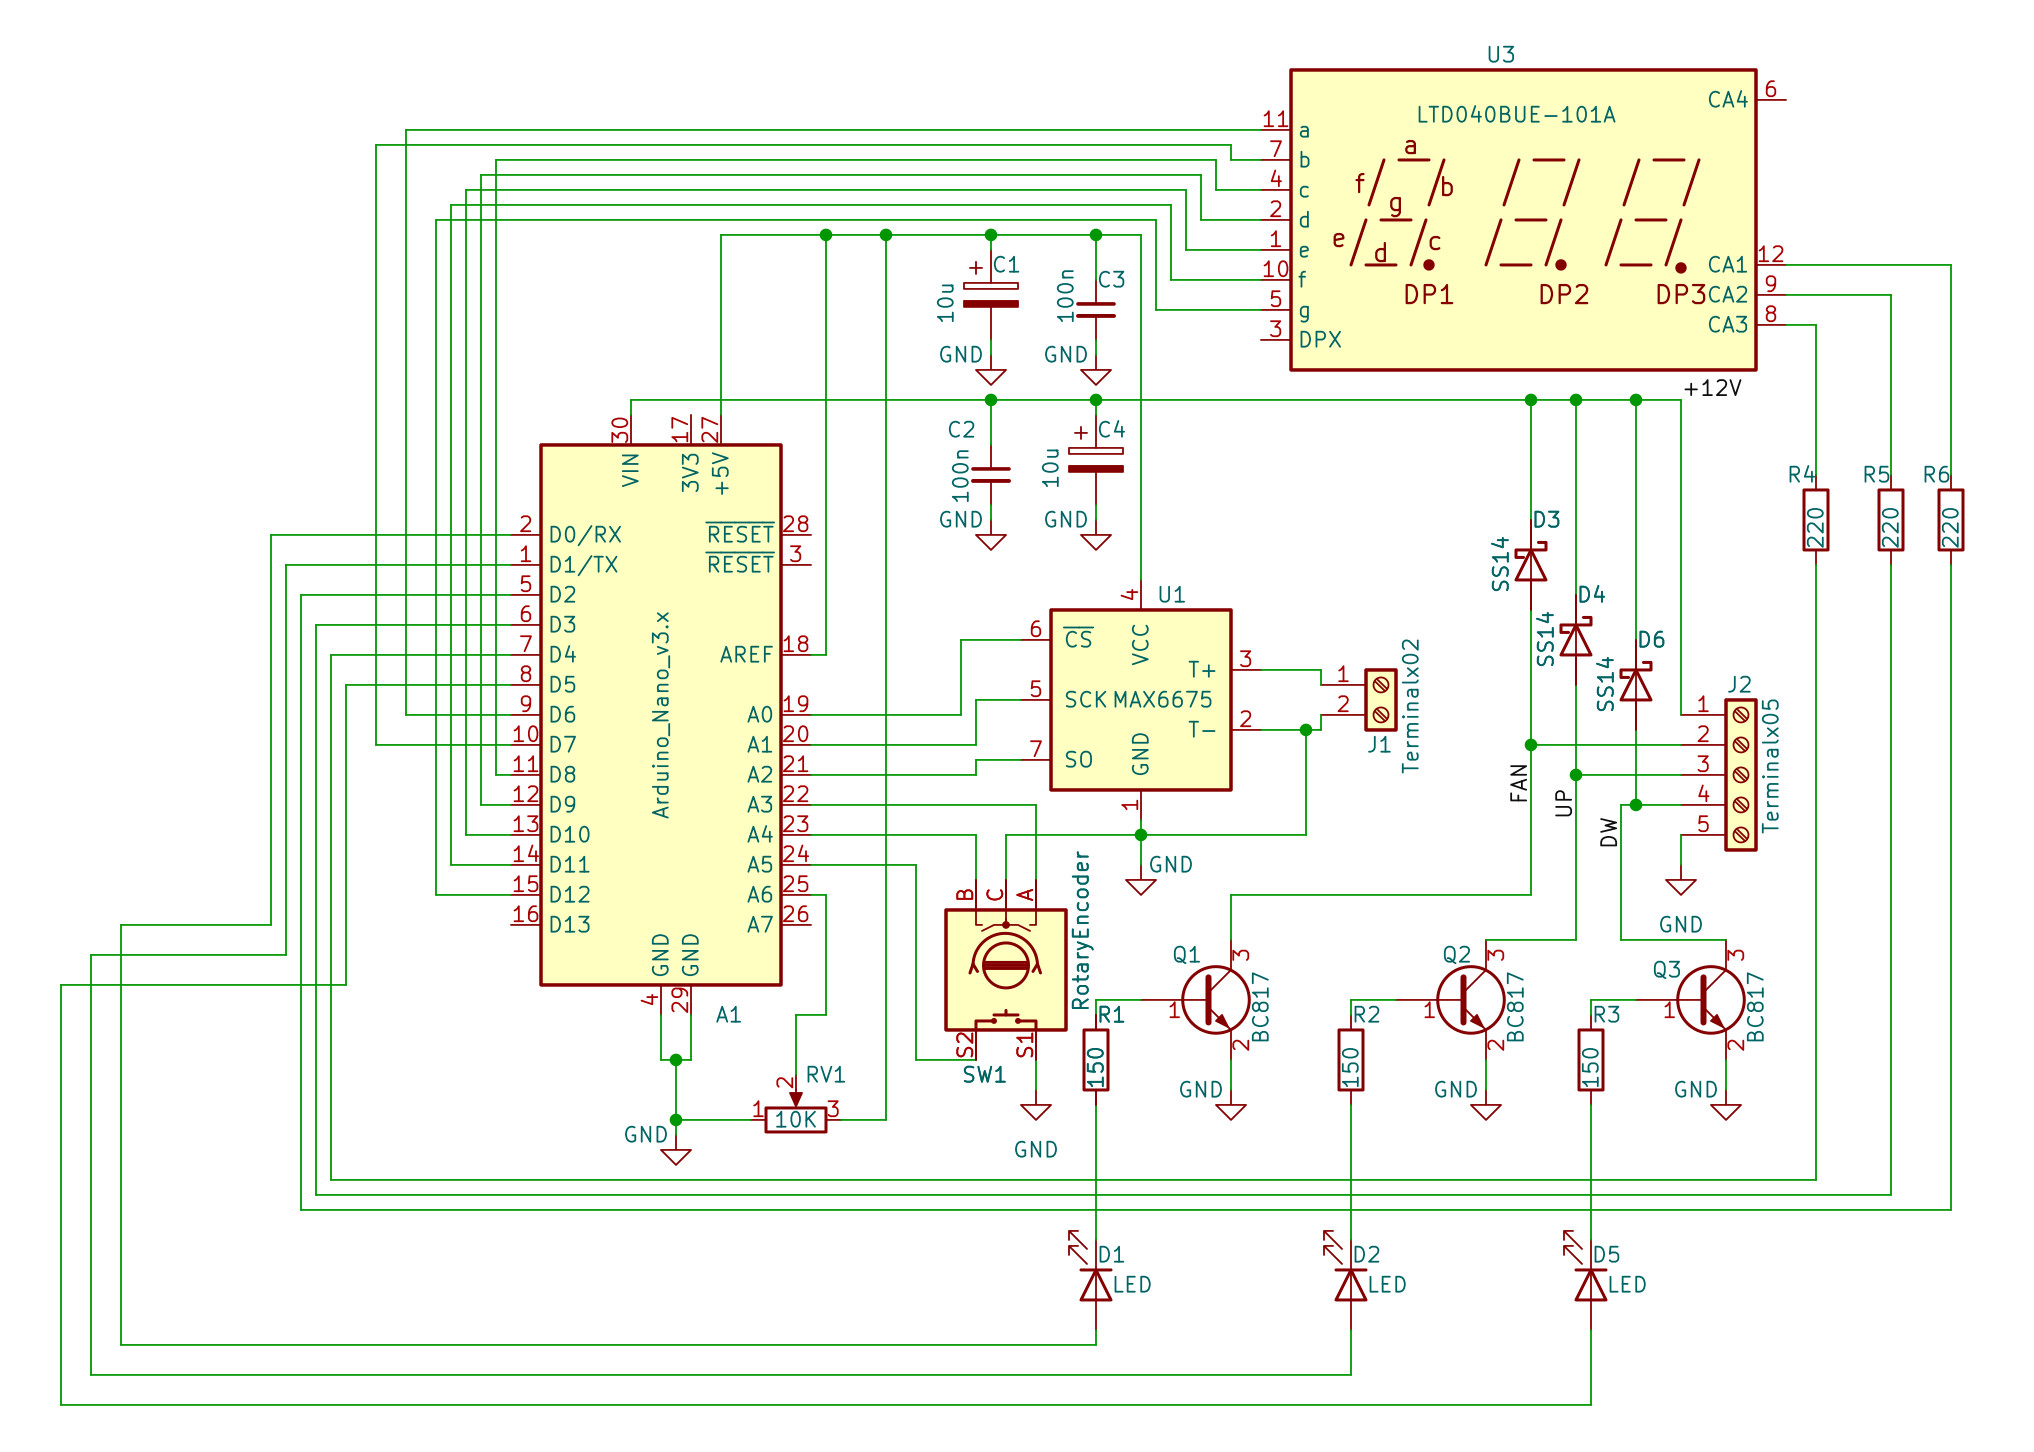 U3
LTD040BUE-101A
CA4 6
11 a
7 b
4 c
2 d
1 e
10 f
5 g
3 DPX
a
f b
g
e d c
DP1 DP2 DP3
CA1 12
CA2 9
CA3 8
+ C1
10u
GND
C3
100n
GND
+12V
C2
100n
GND
+ C4
10u
GND
R4 220
R5 220
R6 220
30 17 27
VIN 3V3 +5V
2 D0/RX
1 D1/TX
5 D2
6 D3
7 D4
8 D5
9 D6
10 D7
11 D8
12 D9
13 D10
14 D11
15 D12
16 D13
Arduino_Nano_v3.x
RESET 28
RESET 3
AREF 18
A0 19
A1 20
A2 21
A3 22
A4 23
A5 24
A6 25
A7 26
GND GND
4 29
A1
D3
SS14
D4
SS14
D6
SS14
U1
4
VCC
6 CS
5 SCK
7 SO
MAX6675
T+ 3
T- 2
GND
1
GND
1
2
J1
Terminalx02
J2
1
2
3
4
5
Terminalx05
FAN
UP
DW
GND
B C A
RotaryEncoder
S2 S1
SW1
GND
RV1
2
1 10K 3
GND
R1
150
Q1
1
3
2
BC817
GND
R2
150
Q2
1
3
2
BC817
GND
R3
150
Q3
1
3
2
BC817
GND
D1
LED
D2
LED
D5
LED